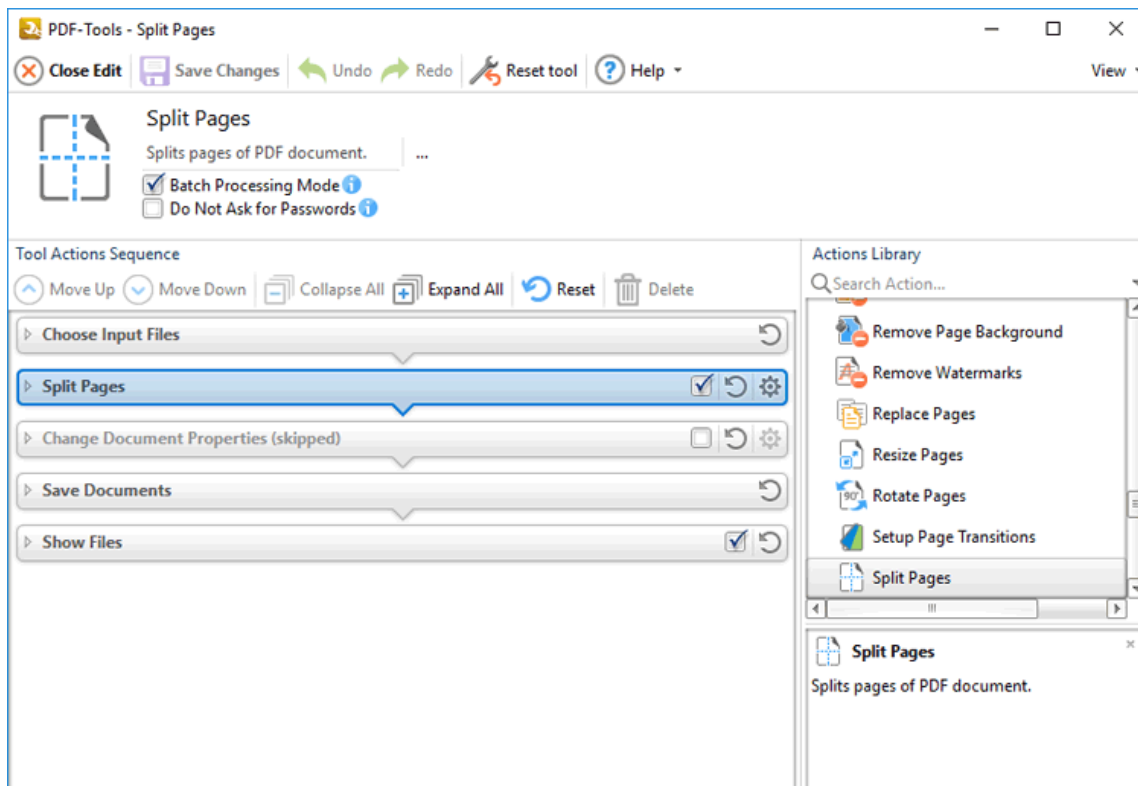 PDF-Tools - Split Pages
Close Edit Save Changes Undo Redo Reset tool ? Help View
Split Pages
Splits pages of PDF document. ...
Batch Processing Mode i
Do Not Ask for Passwords i
Tool Actions Sequence
Move Up Move Down Collapse All Expand All Reset Delete
Choose Input Files
Split Pages
Change Document Properties (skipped)
Save Documents
Show Files
Actions Library
Search Action...
Remove Page Background
Remove Watermarks
Replace Pages
Resize Pages
90° Rotate Pages
Setup Page Transitions
Split Pages
Split Pages
Splits pages of PDF document.